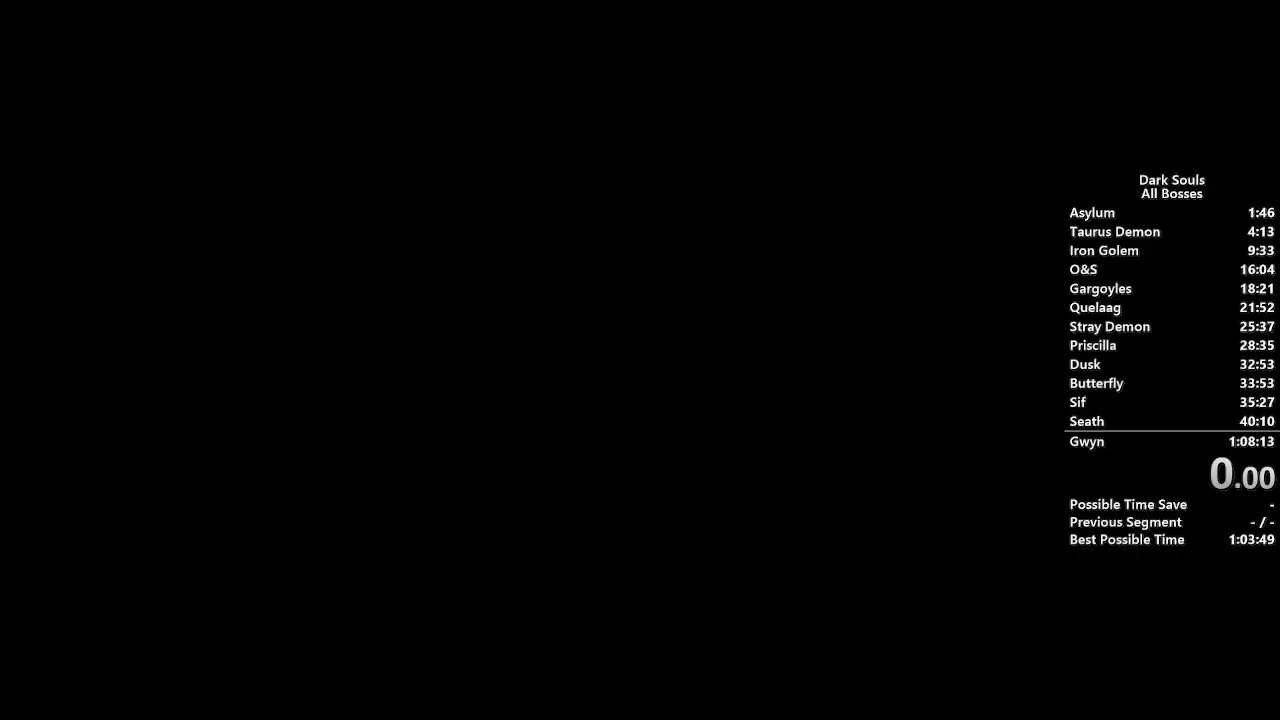 Dark Souls
All Bosses
Asylum 1:46
Taurus Demon 4:13
Iron Golem 9:33
O&S 16:04
Gargoyles 18:21
Quelaag 21:52
Stray Demon 25:37
Priscilla 28:35
Dusk 32:53
Butterfly 33:53
Sif 35:27
Seath 40:10
Gwyn 1:08:13
0.00
Possible Time Save -
Previous Segment - / -
Best Possible Time 1:03:49